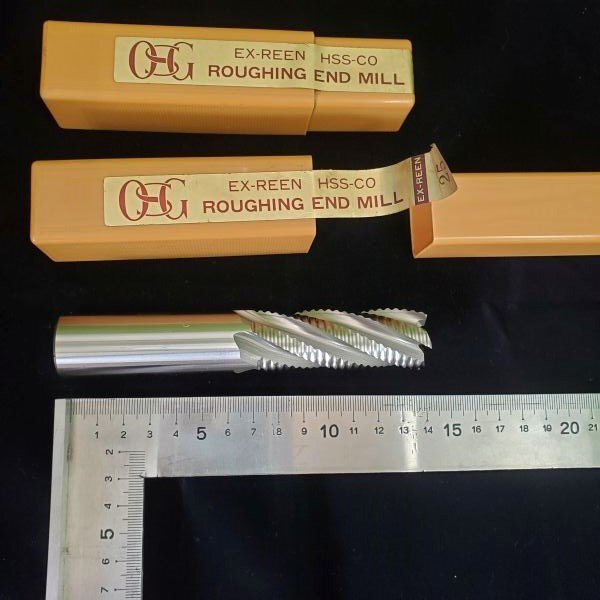 OSG
EX-REEN HSS-CO
ROUGHING END MILL
OSG
EX-REEN HSS-CO
ROUGHING END MILL
EX-REEN
25
1 2 3 4 5 6 7 8 9 10 11 12 13 14 15 16 17 18 19 20 21
2
3
4
5
6
7